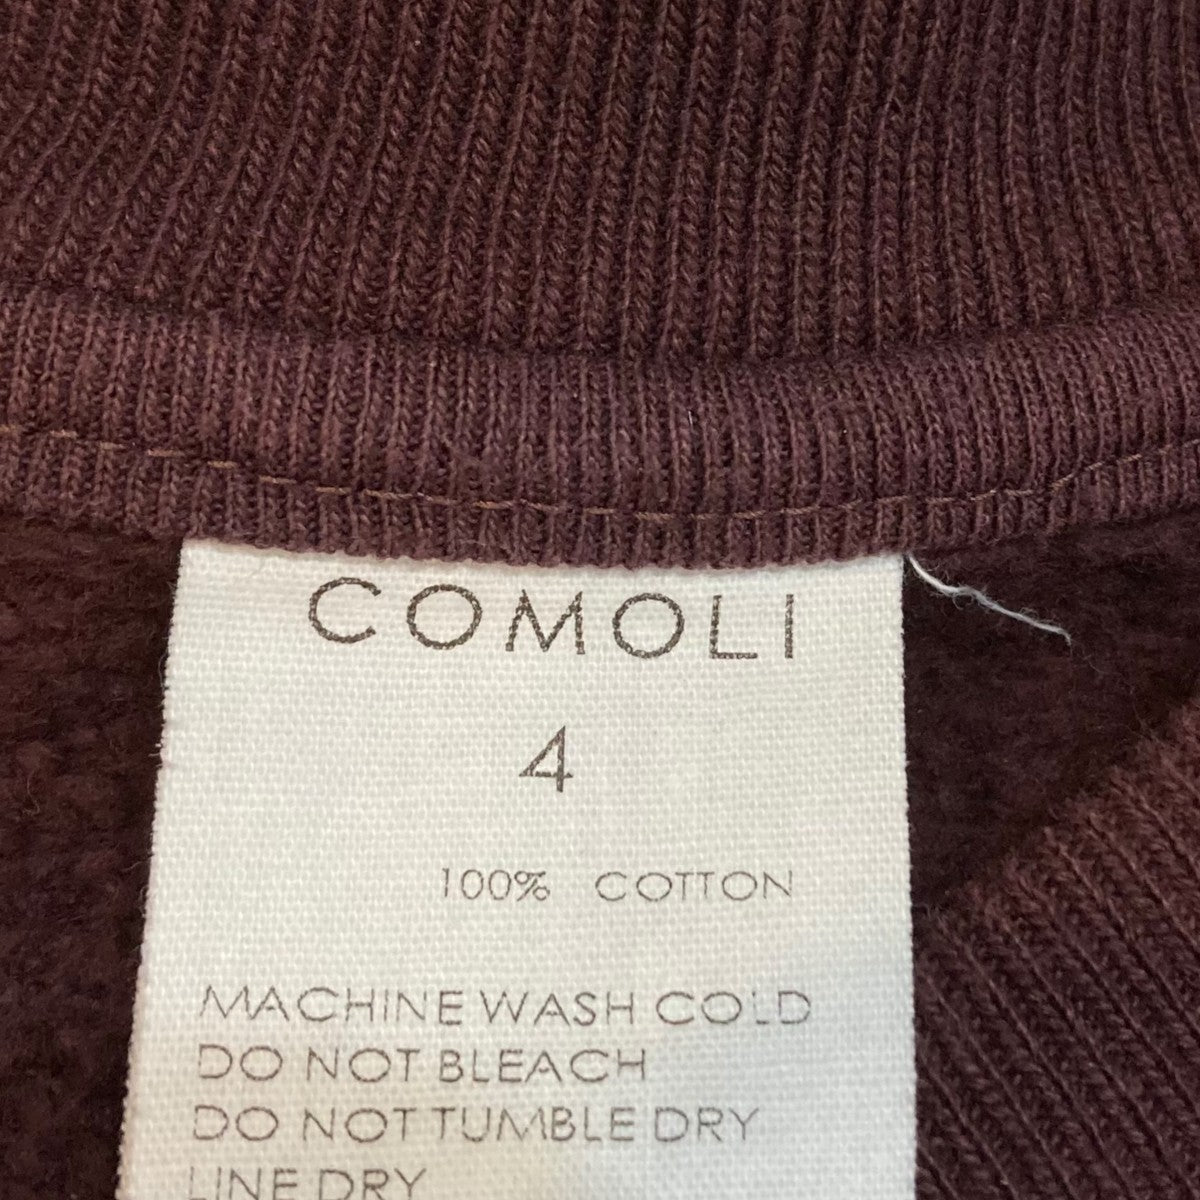 COMOLI
4
100% COTTON
MACHINE WASH COLD
DO NOT BLEACH
DO NOT TUMBLE DRY
LINE DRY